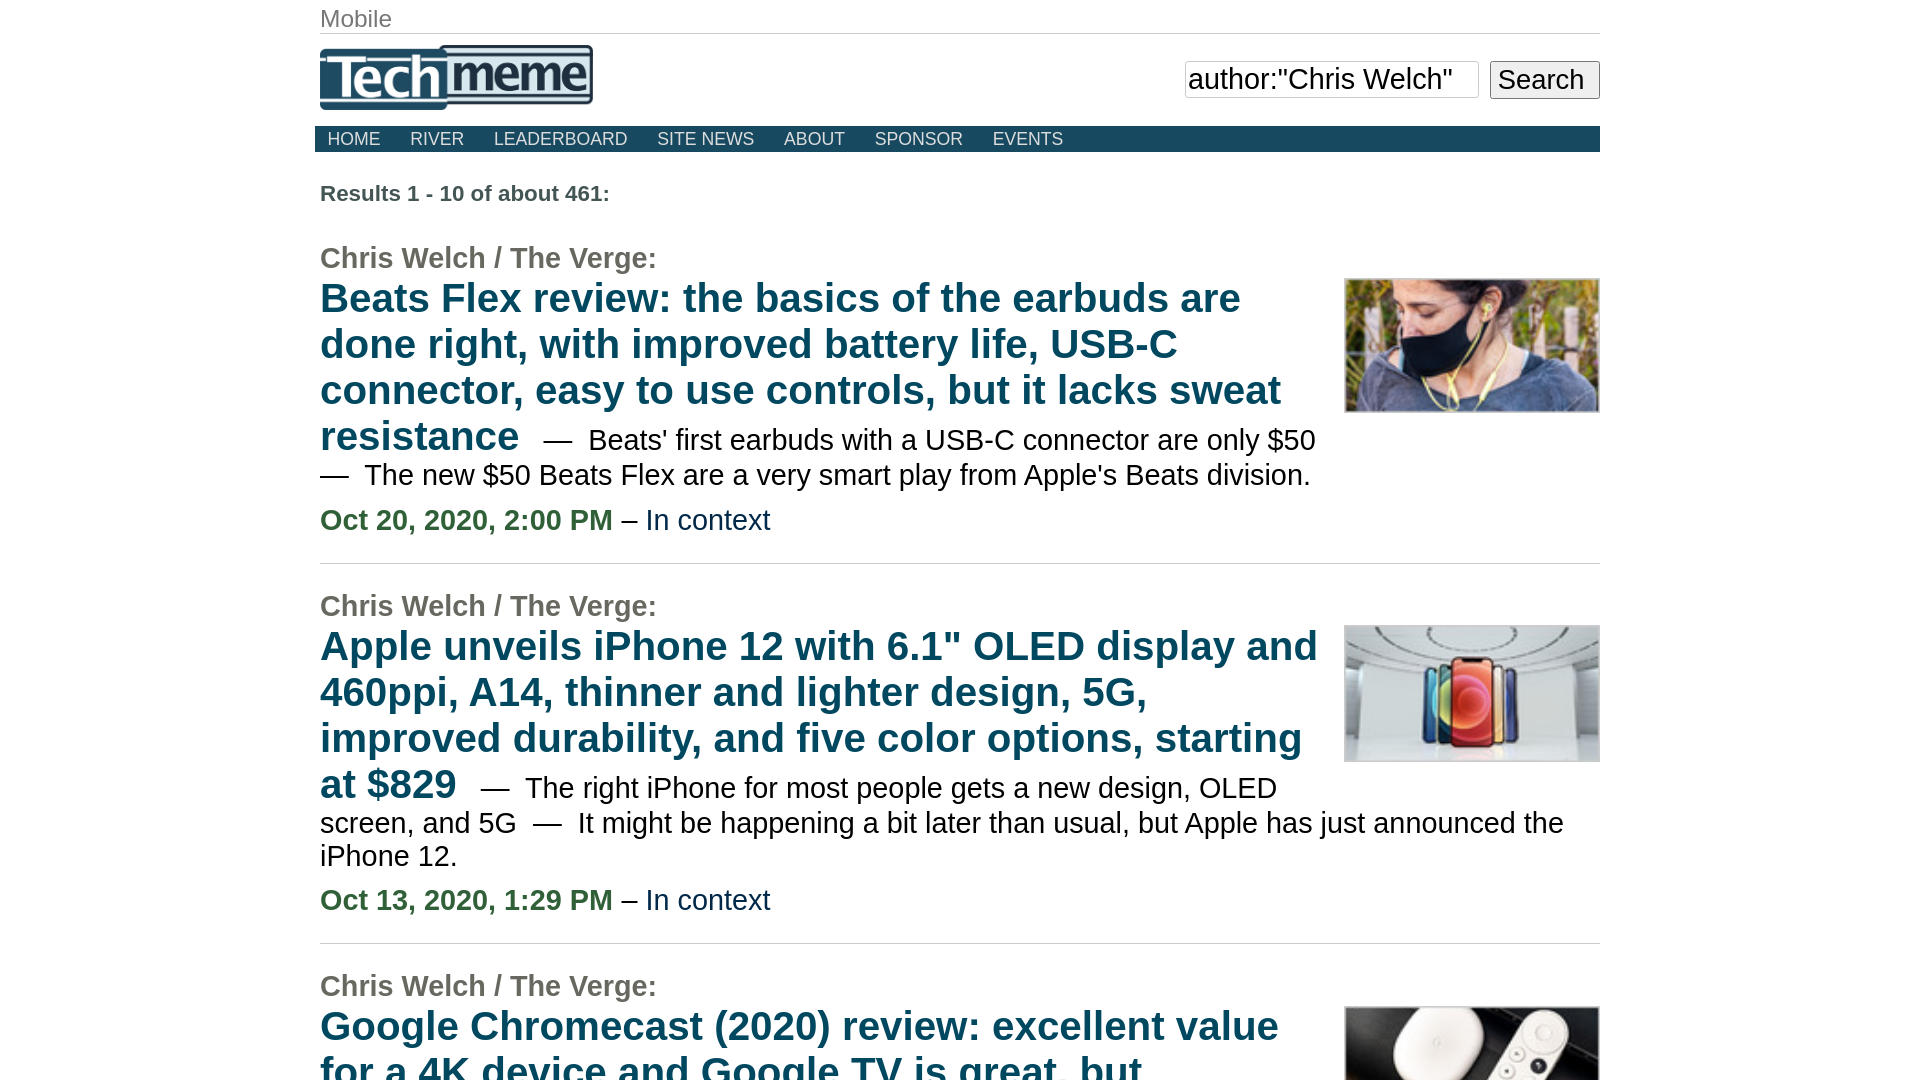 Mobile
Techmeme
author:"Chris Welch" Search
HOME RIVER LEADERBOARD SITE NEWS ABOUT SPONSOR EVENTS
Results 1 - 10 of about 461:
Chris Welch / The Verge:
Beats Flex review: the basics of the earbuds are
done right, with improved battery life, USB-C
connector, easy to use controls, but it lacks sweat
resistance — Beats' first earbuds with a USB-C connector are only $50
— The new $50 Beats Flex are a very smart play from Apple's Beats division.
Oct 20, 2020, 2:00 PM – In context
Chris Welch / The Verge:
Apple unveils iPhone 12 with 6.1" OLED display and
460ppi, A14, thinner and lighter design, 5G,
improved durability, and five color options, starting
at $829 — The right iPhone for most people gets a new design, OLED
screen, and 5G — It might be happening a bit later than usual, but Apple has just announced the
iPhone 12.
Oct 13, 2020, 1:29 PM – In context
Chris Welch / The Verge:
Google Chromecast (2020) review: excellent value
for a 4K device and Google TV is great, but